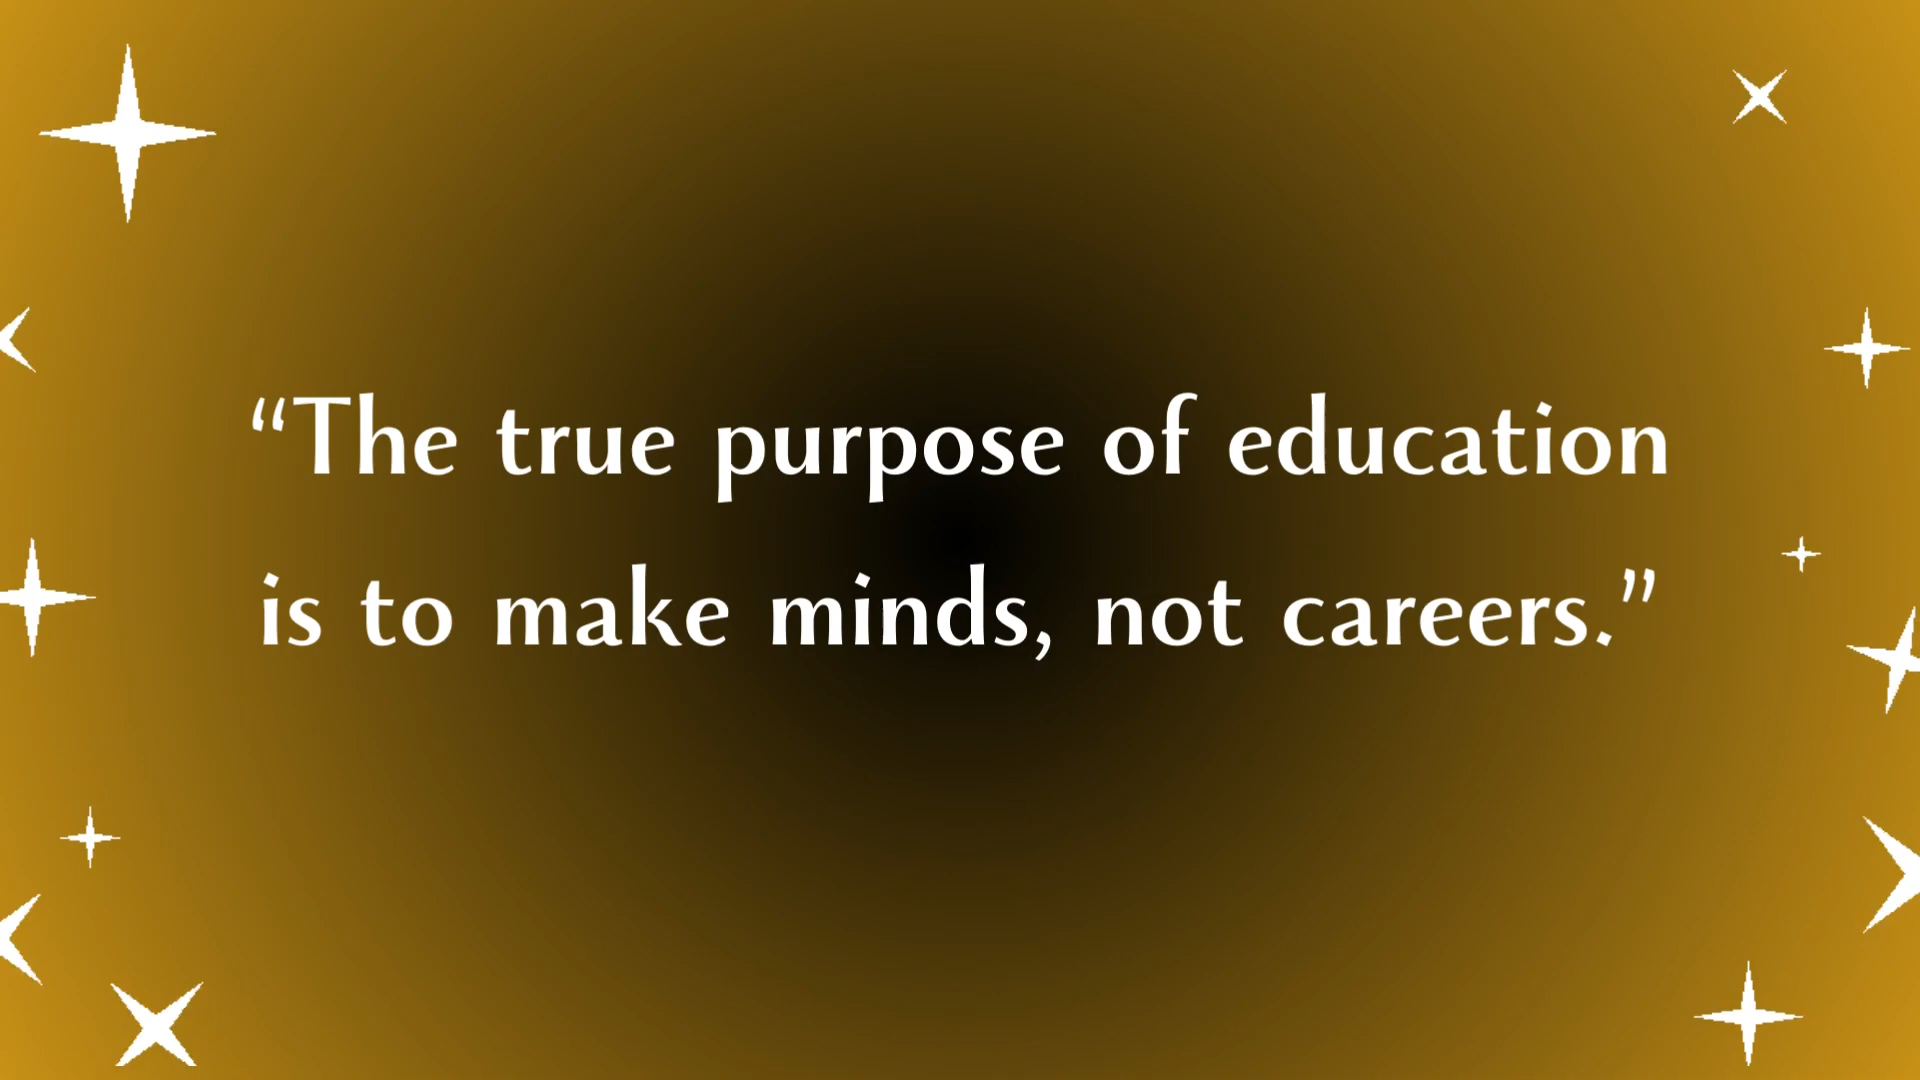 “The true purpose of education
is to make minds, not careers.”